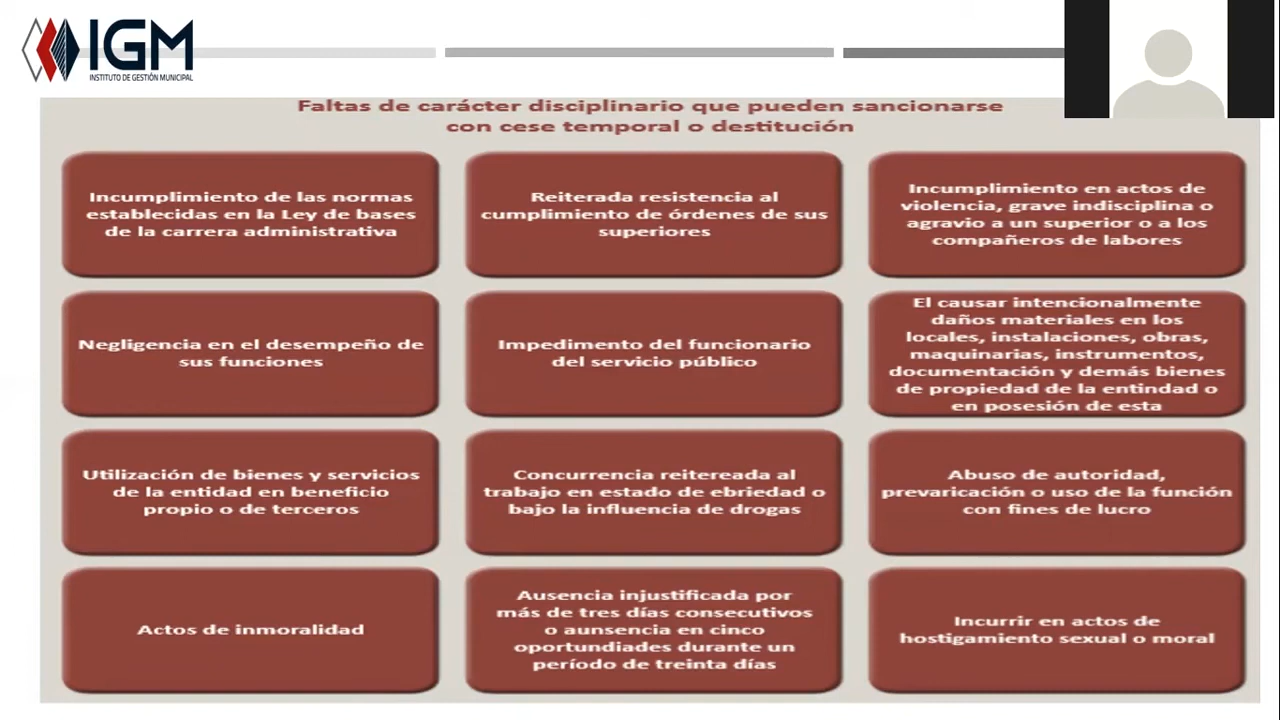 IGM
INSTITUTO DE GESTIÓN MUNICIPAL
Faltas de carácter disciplinario que pueden sancionarse
con cese temporal o destitución
Incumplimiento de las normas
establecidas en la Ley de bases
de la carrera administrativa
Reiterada resistencia al
cumplimiento de órdenes de sus
superiores
Incumplimiento en actos de
violencia, grave indisciplina o
agravio a un superior o a los
compañeros de labores
Negligencia en el desempeño de
sus funciones
Impedimento del funcionario
del servicio público
El causar intencionalmente
daños materiales en los
locales, instalaciones, obras,
maquinarias, instrumentos,
documentación y demás bienes
de propiedad de la entindad o
en posesión de esta
Utilización de bienes y servicios
de la entidad en beneficio
propio o de terceros
Concurrencia reitereada al
trabajo en estado de ebriedad o
bajo la influencia de drogas
Abuso de autoridad,
prevaricación o uso de la función
con fines de lucro
Actos de inmoralidad
Ausencia injustificada por
más de tres días consecutivos
o aunsencia en cinco
oportundiades durante un
período de treinta días
Incurrir en actos de
hostigamiento sexual o moral